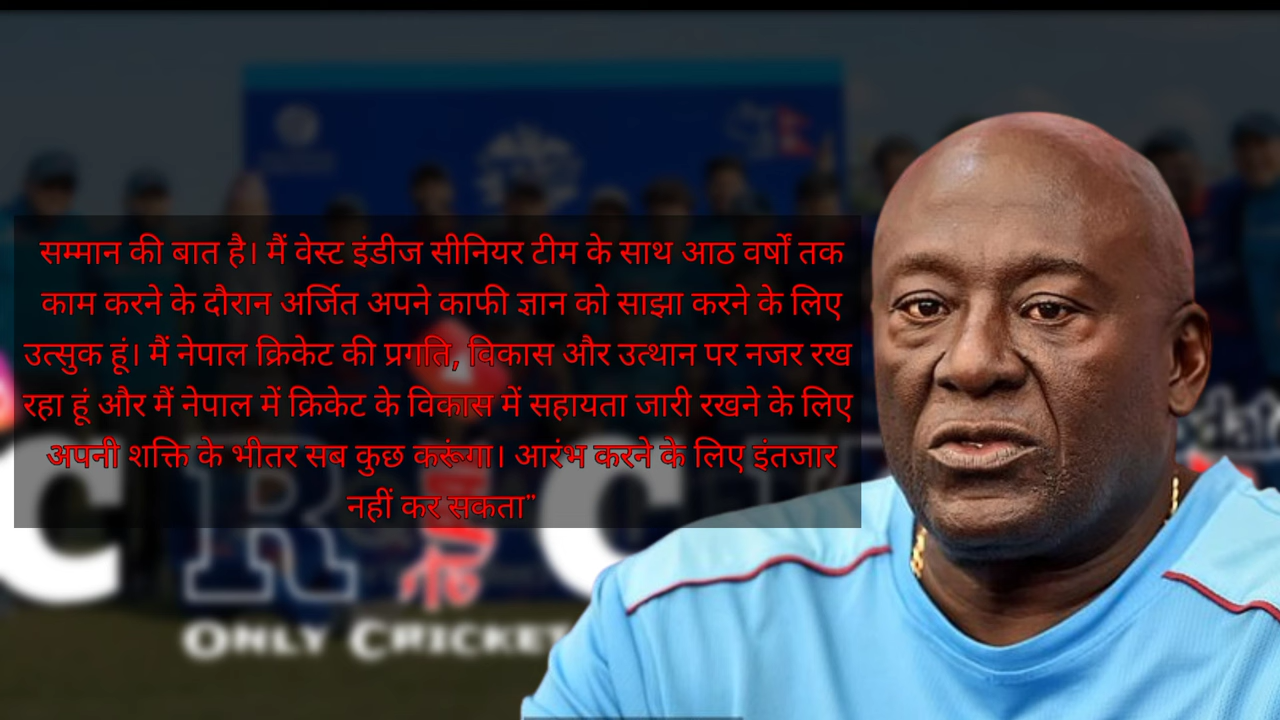 सम्मान की बात है। मैं वेस्ट इंडीज सीनियर टीम के साथ आठ वर्षों तक
काम करने के दौरान अर्जित अपने काफी ज्ञान को साझा करने के लिए
उत्सुक हूं। मैं नेपाल क्रिकेट की प्रगति, विकास और उत्थान पर नजर रख
रहा हूं और मैं नेपाल में क्रिकेट के विकास में सहायता जारी रखने के लिए
अपनी शक्ति के भीतर सब कुछ करूंगा। आरंभ करने के लिए इंतजार
नहीं कर सकता"
C R C
ONLY CRICKET